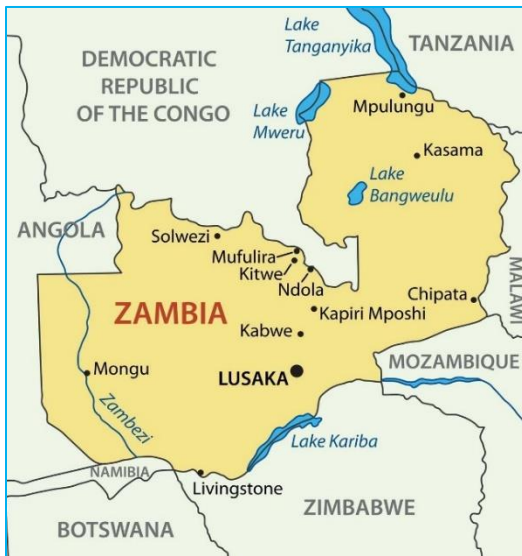 Lake
Tanganyika
TANZANIA
DEMOCRATIC
REPUBLIC
OF THE CONGO
Lake
Mweru
Mpulungu
Kasama
Lake
Bangweulu
ANGOLA
Solwezi
Mufulira
Kitwe
Ndola
MALAWI
Chipata
ZAMBIA
Kapiri Mposhi
Kabwe
MOZAMBIQUE
Mongu
LUSAKA
Zambezi
Lake Kariba
NAMIBIA
Livingstone
ZIMBABWE
BOTSWANA